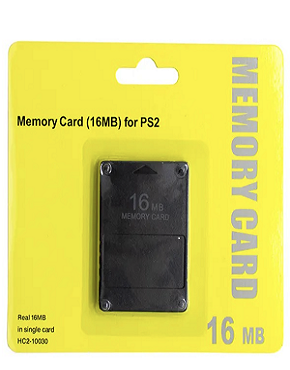 Memory Card (16MB) for PS2
MEMORY CARD
16 MB
MEMORY CARD
Real 16MB
in single card
HC2-10030
16 MB